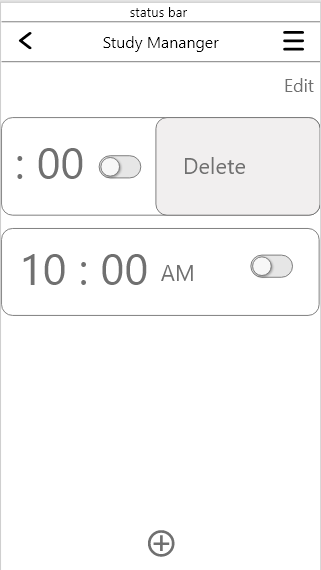 status bar
Study Mananger
Edit
: 00 Delete
10 : 00 AM